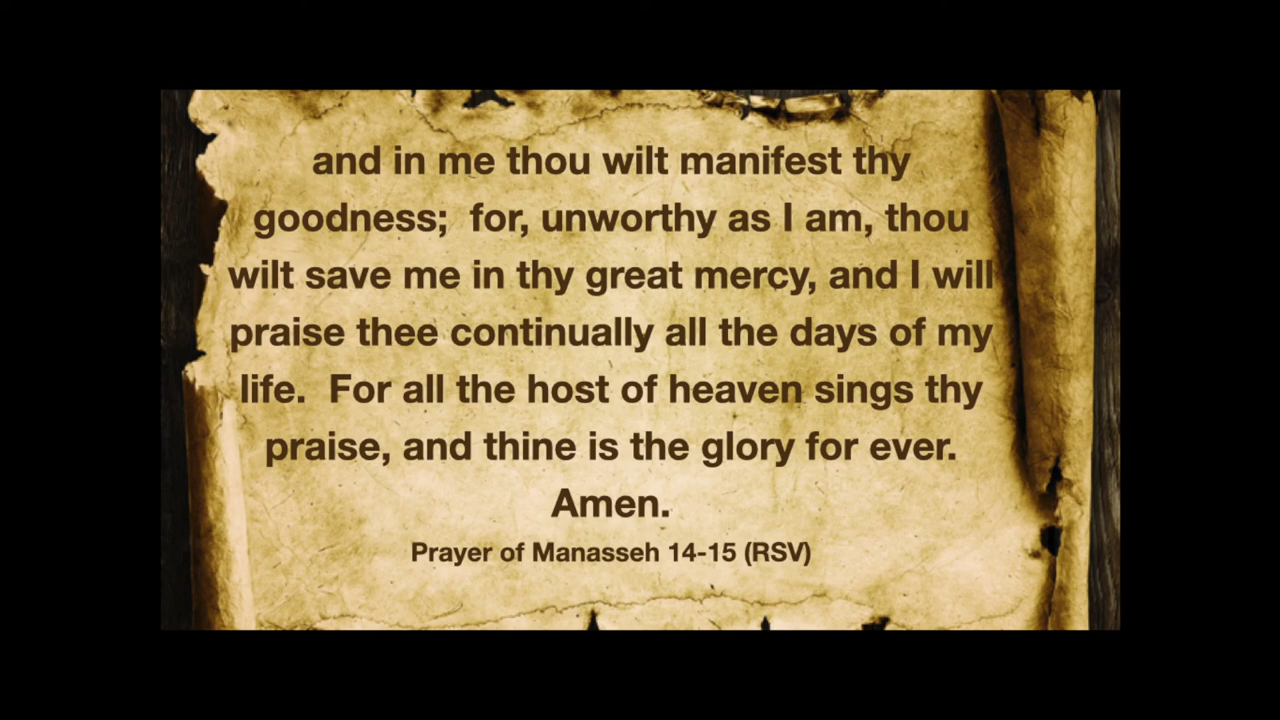 and in me thou wilt manifest thy
goodness;  for, unworthy as I am, thou
wilt save me in thy great mercy, and I will
praise thee continually all the days of my
life.  For all the host of heaven sings thy
praise, and thine is the glory for ever.
Amen.
Prayer of Manasseh 14-15 (RSV)